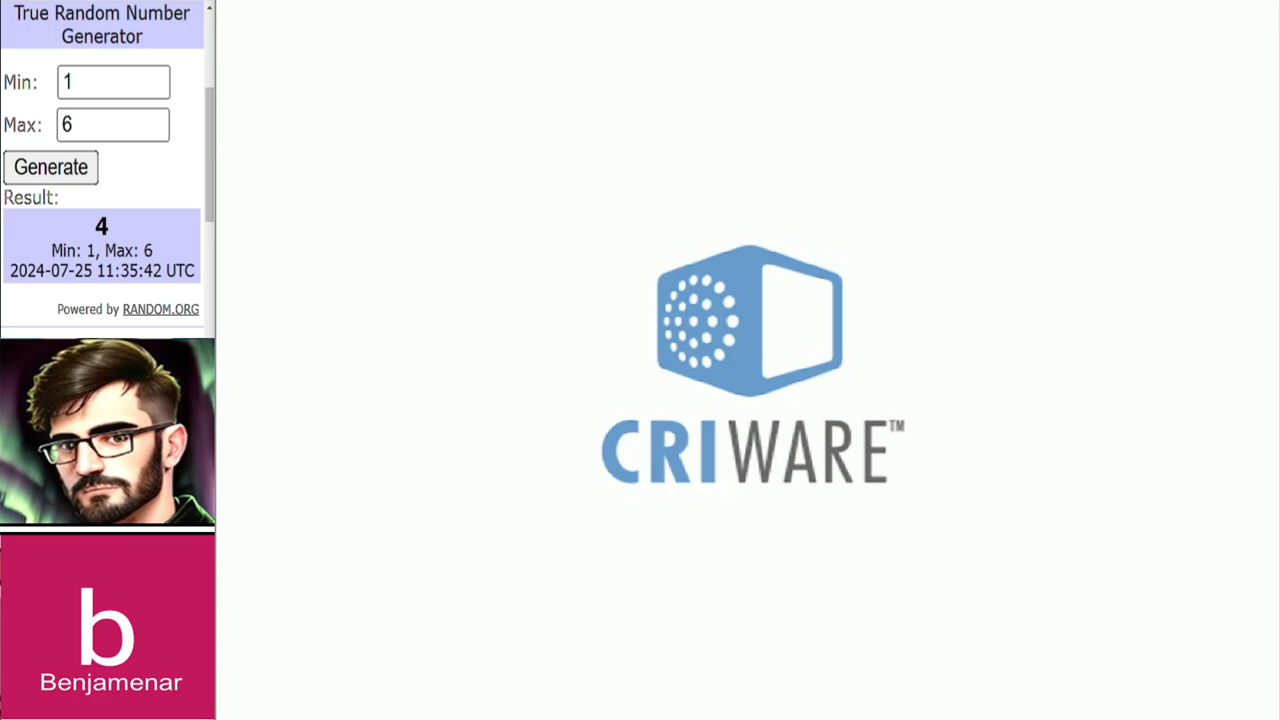 True Random Number
Generator
Min: 1
Max: 6
Generate
Result:
4
Min: 1, Max: 6
2024-07-25 11:35:42 UTC
Powered by RANDOM.ORG
CRIWARE™
b
Benjamenar